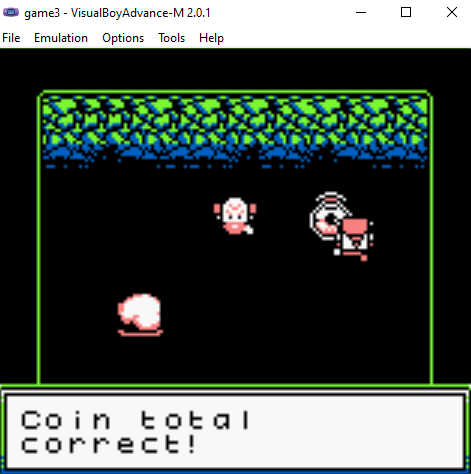 game3 - VisualBoyAdvance-M 2.0.1
File Emulation Options Tools Help
Coin total
correct!